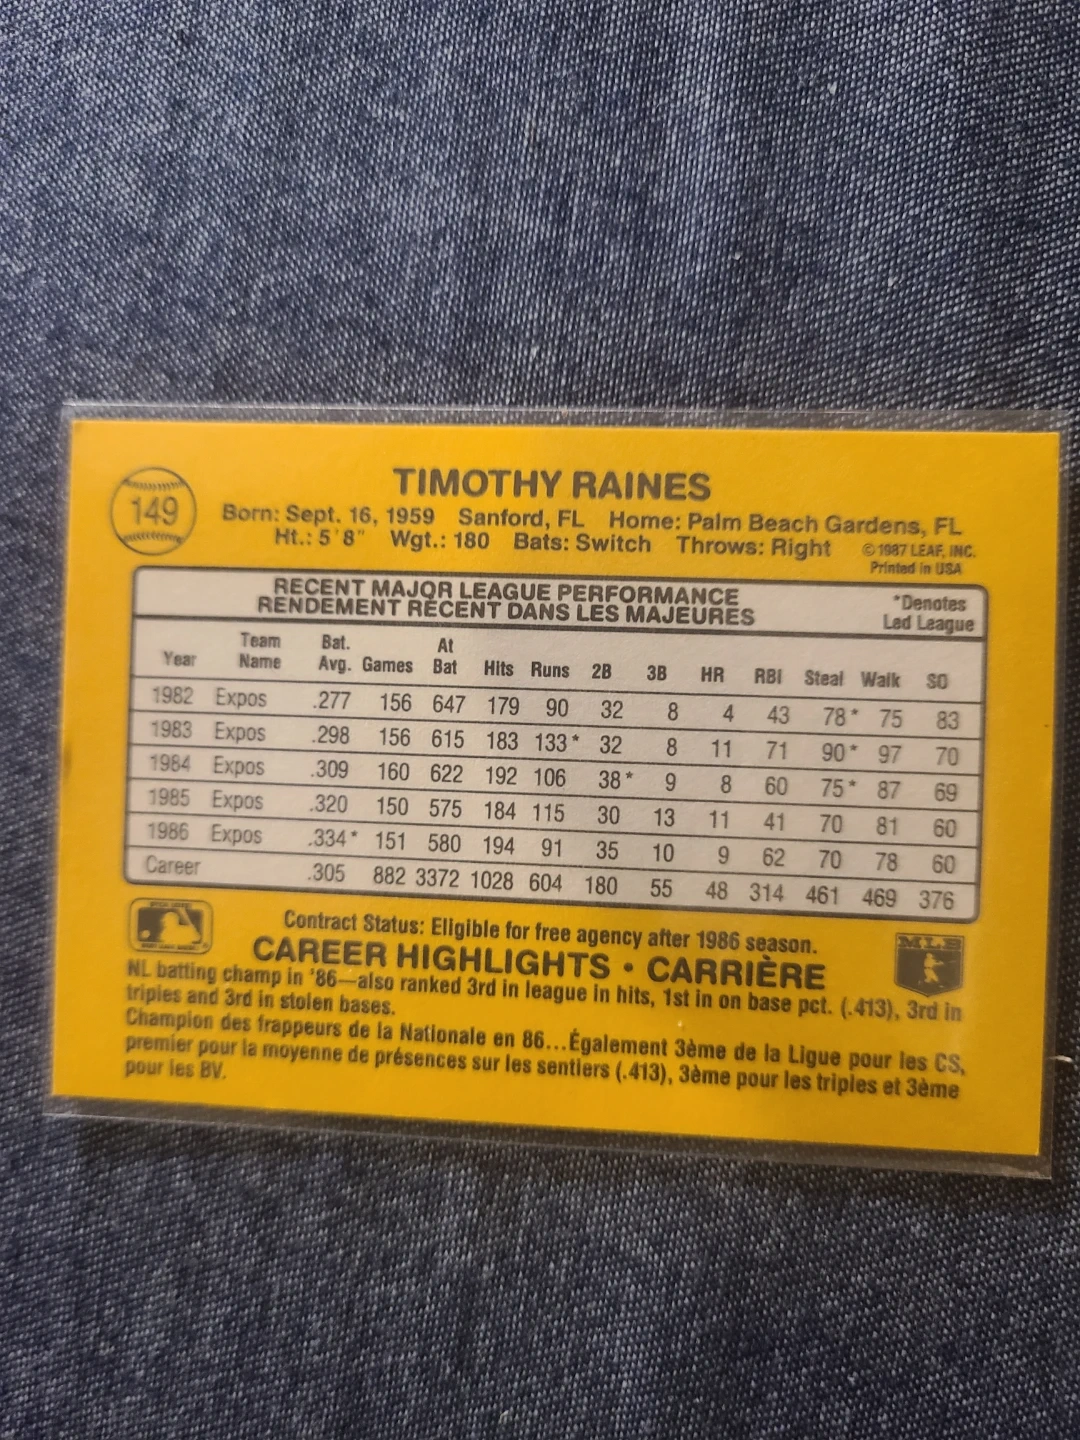 149
TIMOTHY RAINES
Born: Sept. 16, 1959 Sanford, FL Home: Palm Beach Gardens, FL
Ht.: 5'8" Wgt.: 180 Bats: Switch Throws: Right
© 1987 LEAF, INC.
Printed in USA
RECENT MAJOR LEAGUE PERFORMANCE
RENDEMENT RÉCENT DANS LES MAJEURES
*Denotes
Led League
Year Team Name Bat. Avg. Games At Bat Hits Runs 2B 3B HR RBI Steal Walk SO
1982 Expos .277 156 647 179 90 32 8 4 43 78* 75 83
1983 Expos .298 156 615 183 133* 32 8 11 71 90* 97 70
1984 Expos .309 160 622 192 106 38* 9 8 60 75* 87 69
1985 Expos .320 150 575 184 115 30 13 11 41 70 81 60
1986 Expos .334* 151 580 194 91 35 10 9 62 70 78 60
Career .305 882 3372 1028 604 180 55 48 314 461 469 376
Contract Status: Eligible for free agency after 1986 season.
CAREER HIGHLIGHTS • CARRIÈRE
MLB
NL batting champ in '86—also ranked 3rd in league in hits, 1st in on base pct. (.413), 3rd in
triples and 3rd in stolen bases.
Champion des frappeurs de la Nationale en 86...Également 3ème de la Ligue pour les CS,
premier pour la moyenne de présences sur les sentiers (.413), 3ème pour les triples et 3ème
pour les BV.